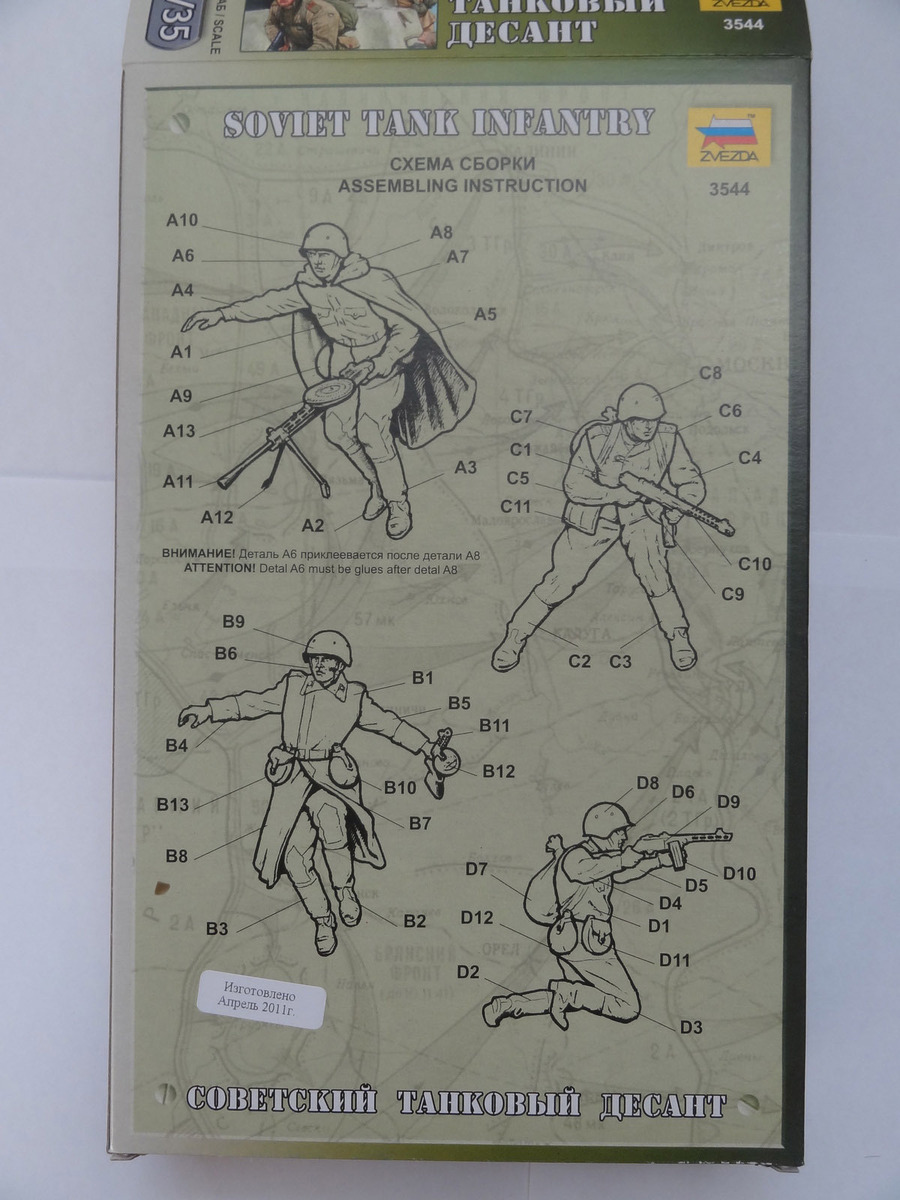 /35
SCALE
ТАНКОВЫЙ
ДЕСАНТ
ZVEZDA
3544
SOVIET TANK INFANTRY
™
ZVEZDA
3544
СХЕМА СБОРКИ
ASSEMBLING INSTRUCTION
A10
A8
A6
A7
A4
A5
A1
A9
A13
A11
A3
A12
A2
ВНИМАНИЕ! Деталь А6 приклеевается после детали А8
ATTENTION! Detal A6 must be glues after detal A8
C8
C7
C6
C1
C4
C5
C11
C10
C9
C2
C3
B9
B6
B1
B5
B11
B4
B12
B10
B13
B7
B8
B3
B2
D8
D6
D9
D7
D10
D5
D4
D12
D1
D11
D2
D3
Изготовлено
Апрель 2011г.
СОВЕТСКИЙ ТАНКОВЫЙ ДЕСАНТ